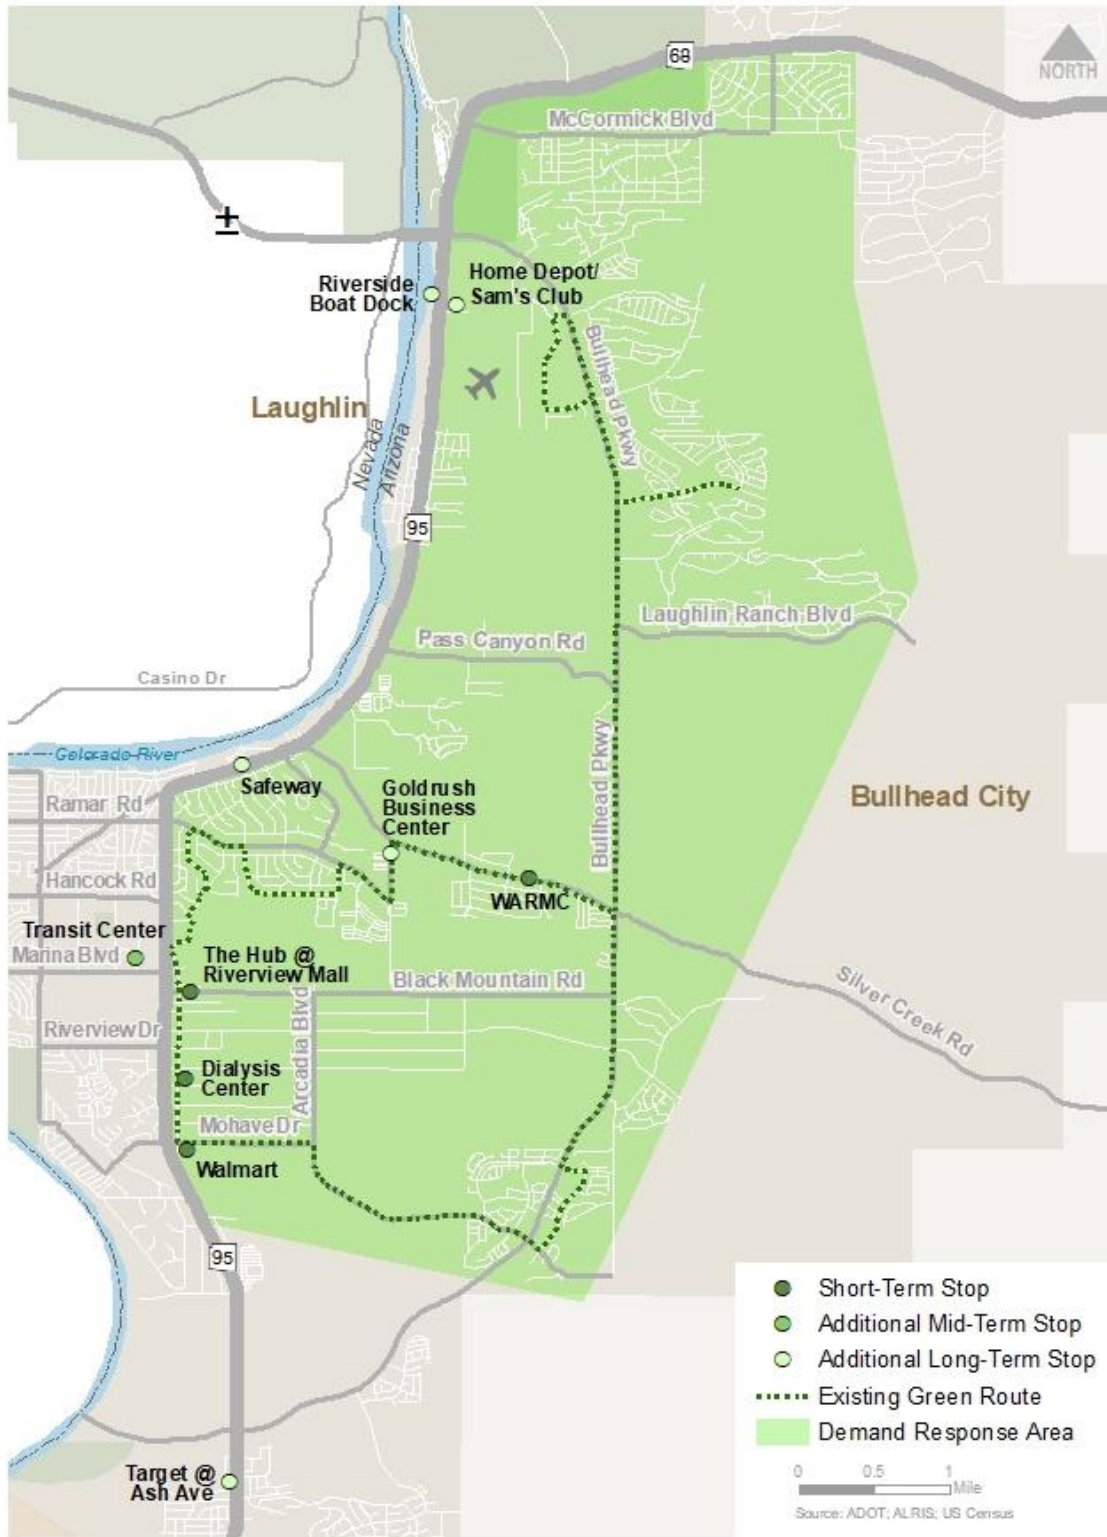 68
NORTH
McCormick Blvd
Riverside
Boat Dock
Home Depot/
Sam's Club
Bullhead Pkwy
Laughlin
Nevada
Arizona
95
Laughlin Ranch Blvd
Pass Canyon Rd
Casino Dr
Colorado River
Safeway
Ramar Rd
Goldrush
Business
Center
Bullhead Pkwy
Bullhead City
Hancock Rd
WARMC
Transit Center
Marina Blvd
The Hub @
Riverview Mall
Black Mountain Rd
Silver Creek Rd
Riverview Dr
Arcadia Blvd
Dialysis
Center
Mohave Dr
Walmart
95
Target @
Ash Ave
Short-Term Stop
Additional Mid-Term Stop
Additional Long-Term Stop
Existing Green Route
Demand Response Area
0 0.5 1
Mile
Source: ADOT; ALRIS; US Census